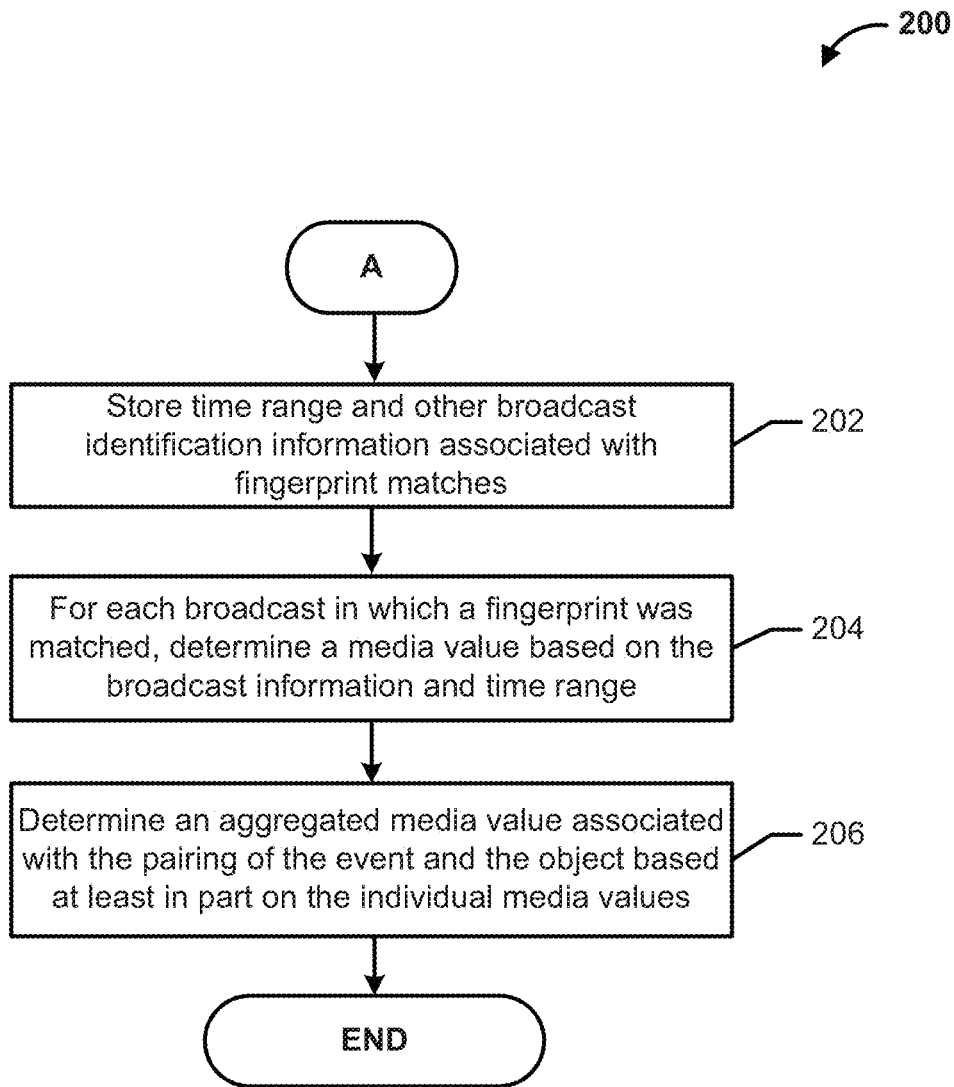 200
A
Store time range and other broadcast
identification information associated with
fingerprint matches
202
For each broadcast in which a fingerprint was
matched, determine a media value based on the
broadcast information and time range
204
Determine an aggregated media value associated
with the pairing of the event and the object based
at least in part on the individual media values
206
END